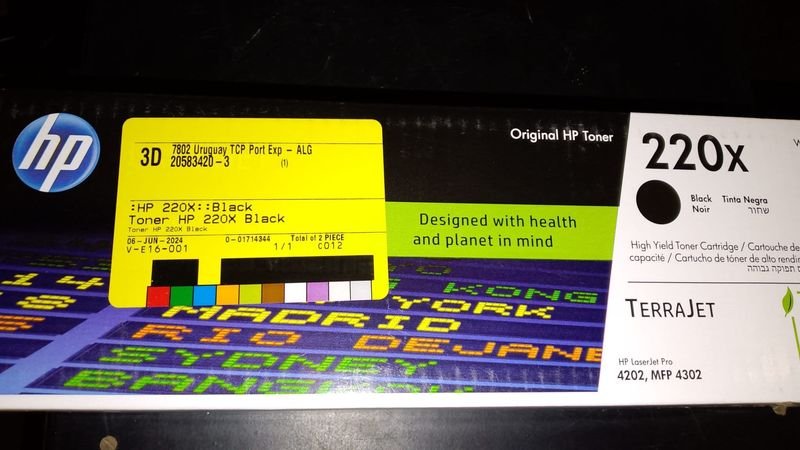 hp
3D 7802 Uruguay TCP Port Exp - ALG
20583420-3 (1)
:HP 220X::Black
Toner HP 220X Black
Toner HP 220X Black
06-JUN-2024 0-01714344 Total of 2 PIECE
V-E16-001 1/1 C012
Original HP Toner
Designed with health
and planet in mind
KONG
YORK
MADRID
RIO DEJANE
SYDNEY
220X
Black Tinta Negra
Noir שחור
High Yield Toner Cartridge / Cartouche de
capacité / Cartucho de tóner de alto rendi
תפוקה גבוהה
TERRAJET
HP LaserJet Pro
4202, MFP 4302